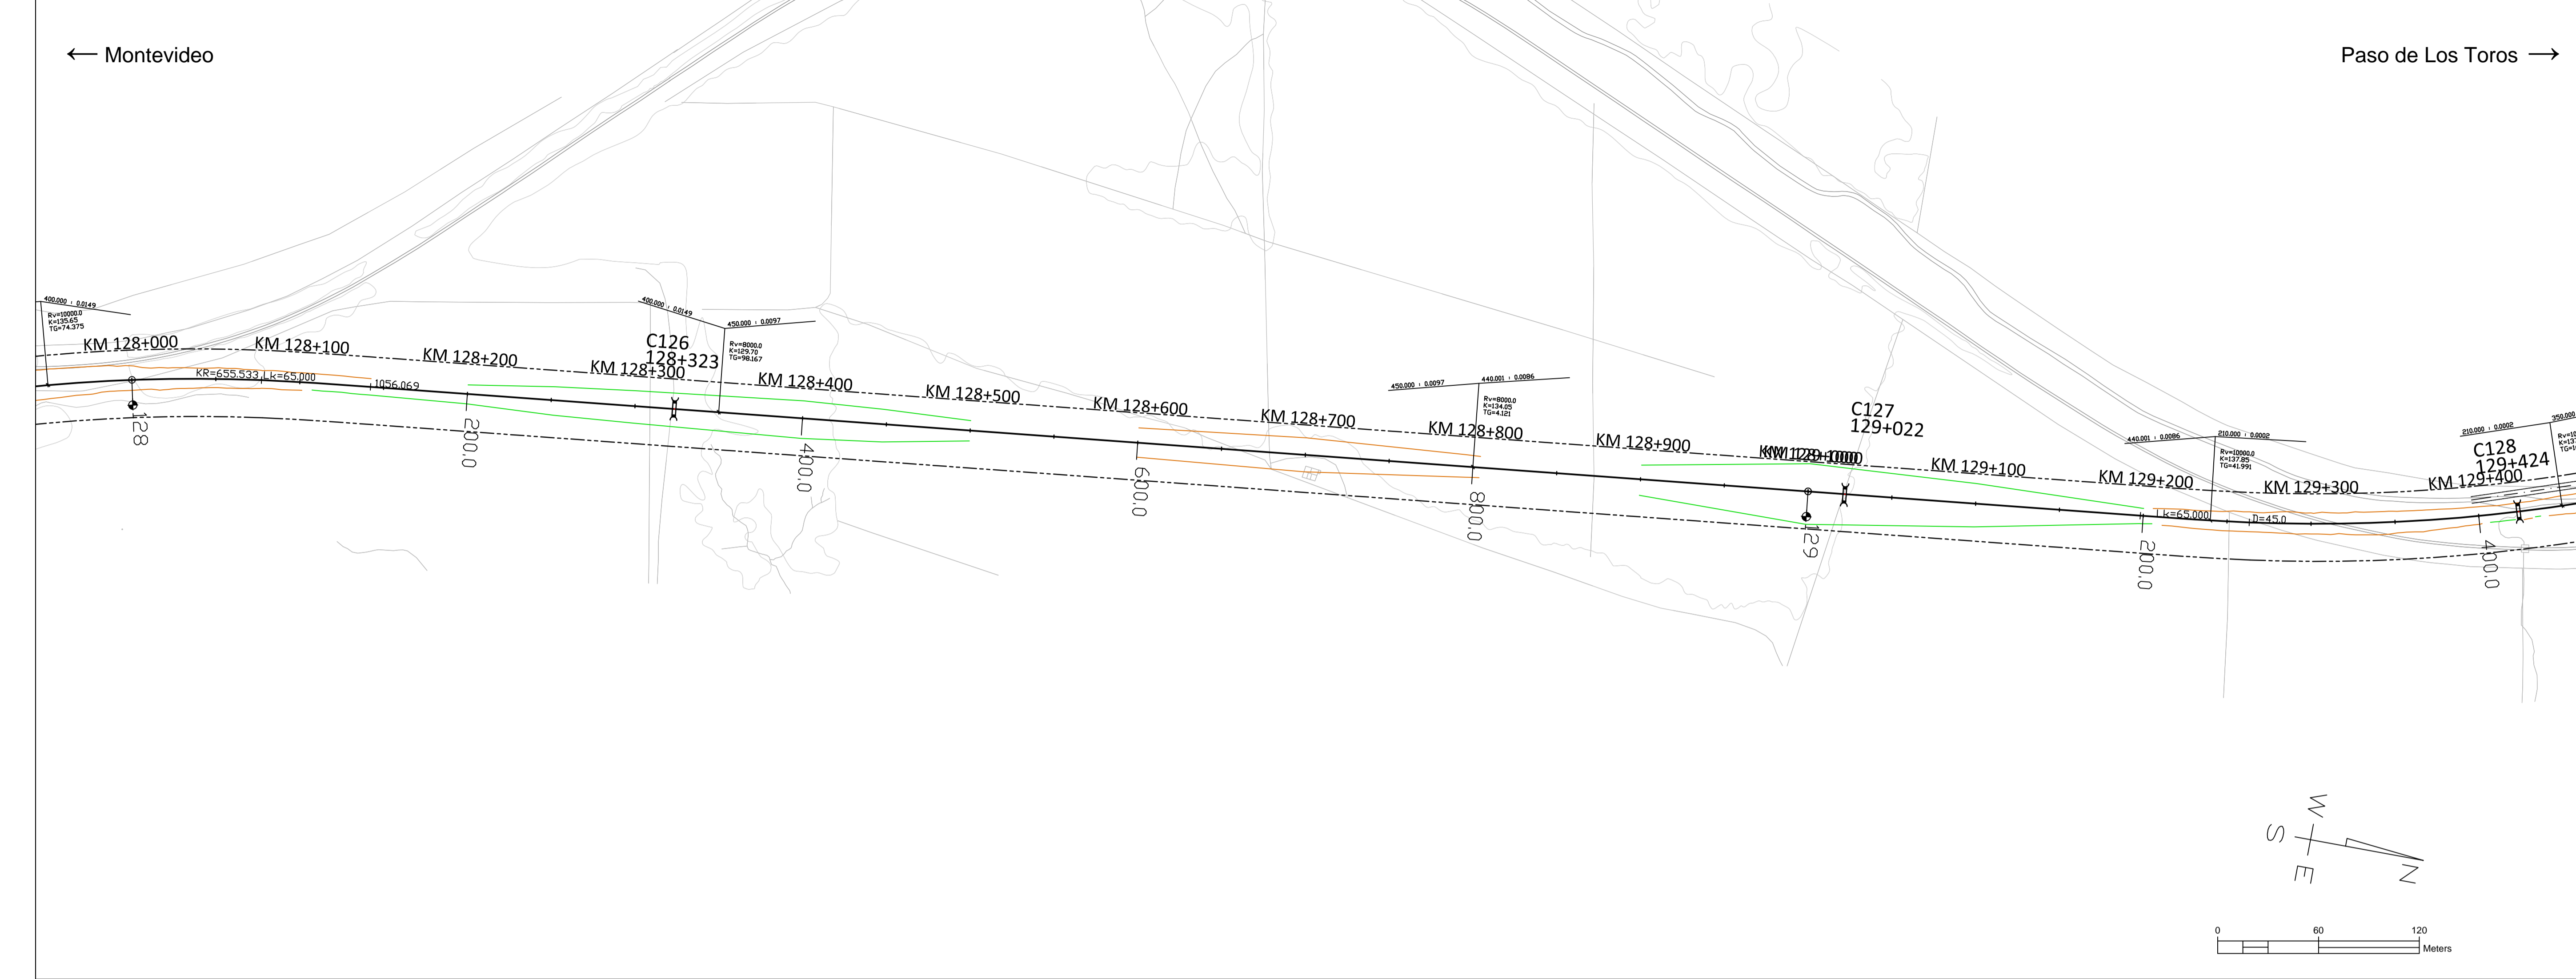 ← Montevideo
Paso de Los Toros →
400.000 : 0.0149
Rv=10000.0
K=135.65
TG=74.375
KM 128+000
KM 128+100
KM 128+200
KM 128+300
KM 128+400
KM 128+500
KM 128+600
KM 128+700
KM 128+800
KM 128+900
KM 129+000
KM 129+100
KM 129+200
KM 129+300
KM 129+400
C126
128+323
400.000 : 0.0149
450.000 : 0.0097
Rv=8000.0
K=129.70
TG=98.167
KR=655.533,Lk=65.000
1056.069
450.000 : 0.0097
440.001 : 0.0086
Rv=8000.0
K=134.05
TG=4.121
C127
129+022
440.001 : 0.0086
210.000 : 0.0002
Rv=10000.0
K=137.85
TG=41.991
Lk=65.000
D=45.0
210.000 : 0.0002
350.000
C128
129+424
128
200.0
400.0
600.0
800.0
129
200.0
400.0
W
S
E
N
0
60
120
Meters